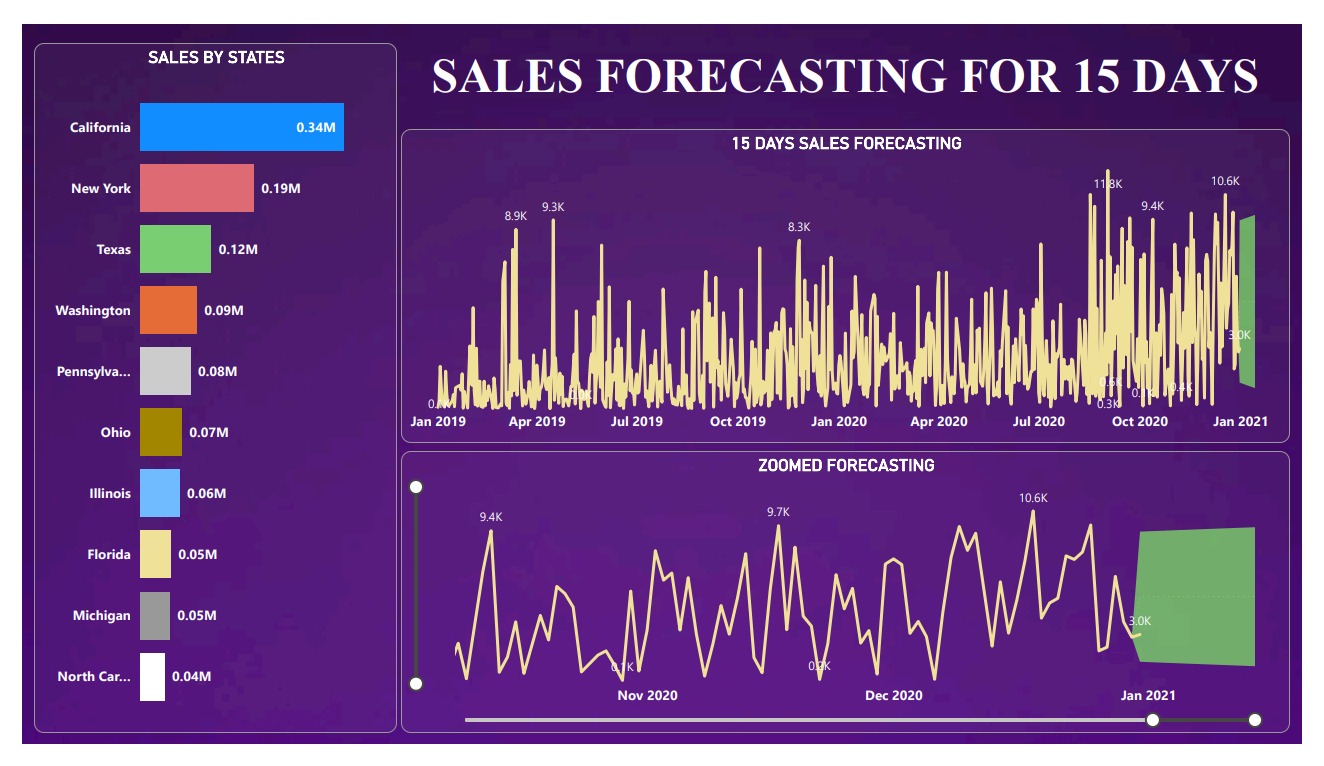 SALES BY STATES
California 0.34M
New York 0.19M
Texas 0.12M
Washington 0.09M
Pennsylva... 0.08M
Ohio 0.07M
Illinois 0.06M
Florida 0.05M
Michigan 0.05M
North Car... 0.04M
SALES FORECASTING FOR 15 DAYS
15 DAYS SALES FORECASTING
11.8K
10.6K
8.9K 9.3K 9.4K
8.3K
3.0K
0.6K 0.4K
0.3K
Jan 2019 Apr 2019 Jul 2019 Oct 2019 Jan 2020 Apr 2020 Jul 2020 Oct 2020 Jan 2021
ZOOMED FORECASTING
9.4K 9.7K 10.6K
3.0K
0.1K 0.2K
Nov 2020 Dec 2020 Jan 2021